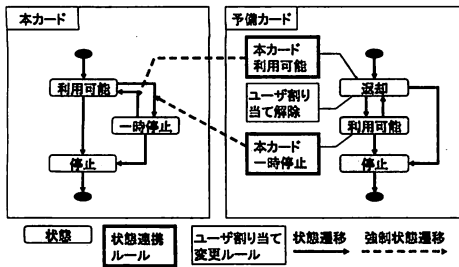 本カード
予備カード
本カード
利用可能
利用可能
返却
ユーザ割り
当て解除
一時停止
利用可能
本カード
一時停止
停止
停止
状態
状態連携
ルール
ユーザ割り当て
変更ルール
状態遷移
強制状態遷移